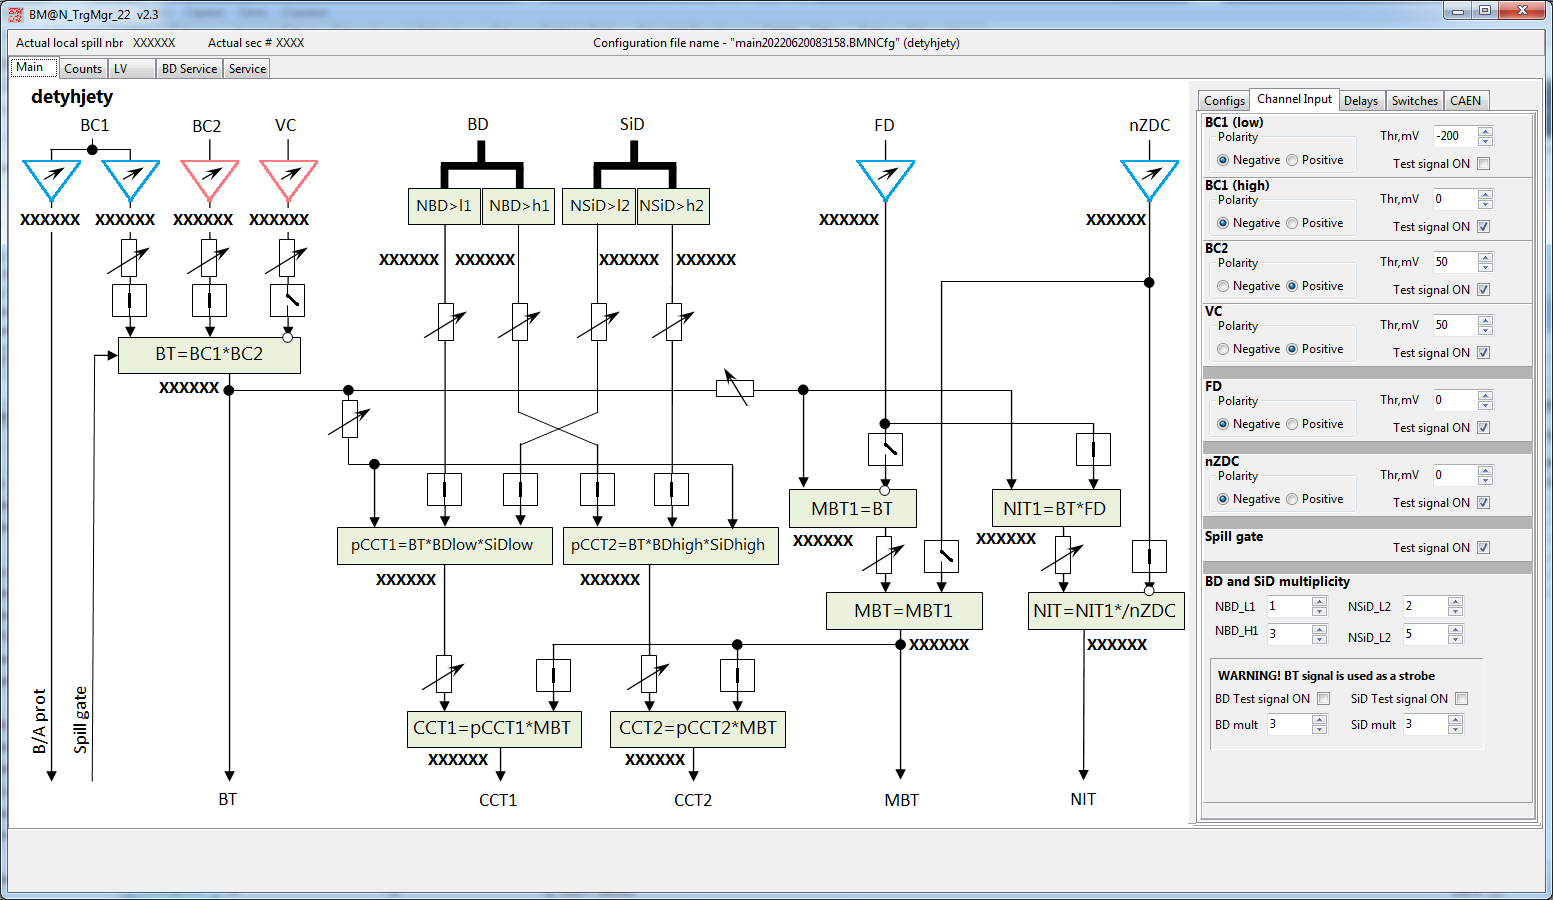 BM@N_TrgMgr_22 v2.3
Actual local spill nbr XXXXXX Actual sec # XXXX Configuration file name - "main20220620083158.BMNCfg" (detyhjety)
Main Counts LV BD Service Service
detyhjety
BC1 BC2 VC BD SiD FD nZDC
NBD>l1 NBD>h1 NSiD>l2 NSiD>h2
XXXXXX XXXXXX XXXXXX XXXXXX XXXXXX XXXXXX
XXXXXX XXXXXX XXXXXX XXXXXX
BT=BC1*BC2
XXXXXX
MBT1=BT NIT1=BT*FD
XXXXXX XXXXXX
pCCT1=BT*BDlow*SiDlow pCCT2=BT*BDhigh*SiDhigh
XXXXXX XXXXXX
MBT=MBT1 NIT=NIT1*/nZDC
XXXXXX XXXXXX
B/A prot
Spill gate
CCT1=pCCT1*MBT CCT2=pCCT2*MBT
XXXXXX XXXXXX
BT CCT1 CCT2 MBT NIT
Configs Channel Input Delays Switches CAEN
BC1 (low)
Polarity Thr,mV -200
Negative Positive Test signal ON
BC1 (high)
Polarity Thr,mV 0
Negative Positive Test signal ON
BC2
Polarity Thr,mV 50
Negative Positive Test signal ON
VC
Polarity Thr,mV 50
Negative Positive Test signal ON
FD
Polarity Thr,mV 0
Negative Positive Test signal ON
nZDC
Polarity Thr,mV 0
Negative Positive Test signal ON
Spill gate
Test signal ON
BD and SiD multiplicity
NBD_L1 1 NSiD_L2 2
NBD_H1 3 NSiD_L2 5
WARNING! BT signal is used as a strobe
BD Test signal ON SiD Test signal ON
BD mult 3 SiD mult 3